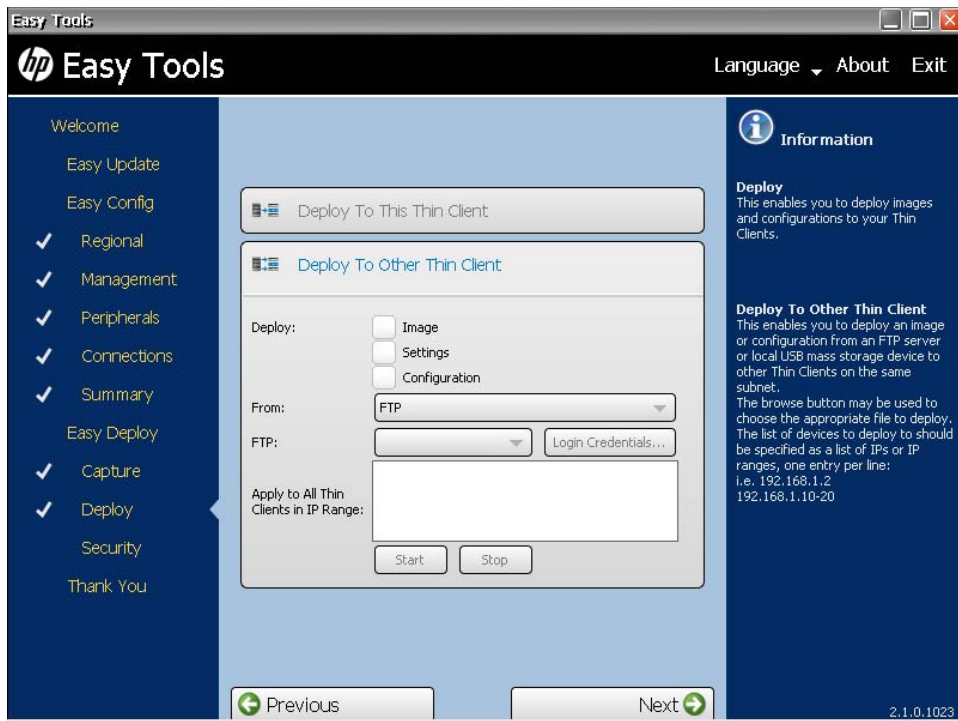 Easy Tools
hp Easy Tools
Language About Exit
Welcome
Easy Update
Easy Config
Regional
Management
Peripherals
Connections
Summary
Easy Deploy
Capture
Deploy
Security
Thank You
Deploy To This Thin Client
Deploy To Other Thin Client
Deploy:
Image
Settings
Configuration
From:
FTP
FTP:
Login Credentials...
Apply to All Thin
Clients in IP Range:
Start
Stop
Previous
Next
Information
Deploy
This enables you to deploy images
and configurations to your Thin
Clients.
Deploy To Other Thin Client
This enables you to deploy an image
or configuration from an FTP server
or local USB mass storage device to
other Thin Clients on the same
subnet.
The browse button may be used to
choose the appropriate file to deploy.
The list of devices to deploy to should
be specified as a list of IPs or IP
ranges, one entry per line:
i.e. 192.168.1.2
192.168.1.10-20
2.1.0.1023